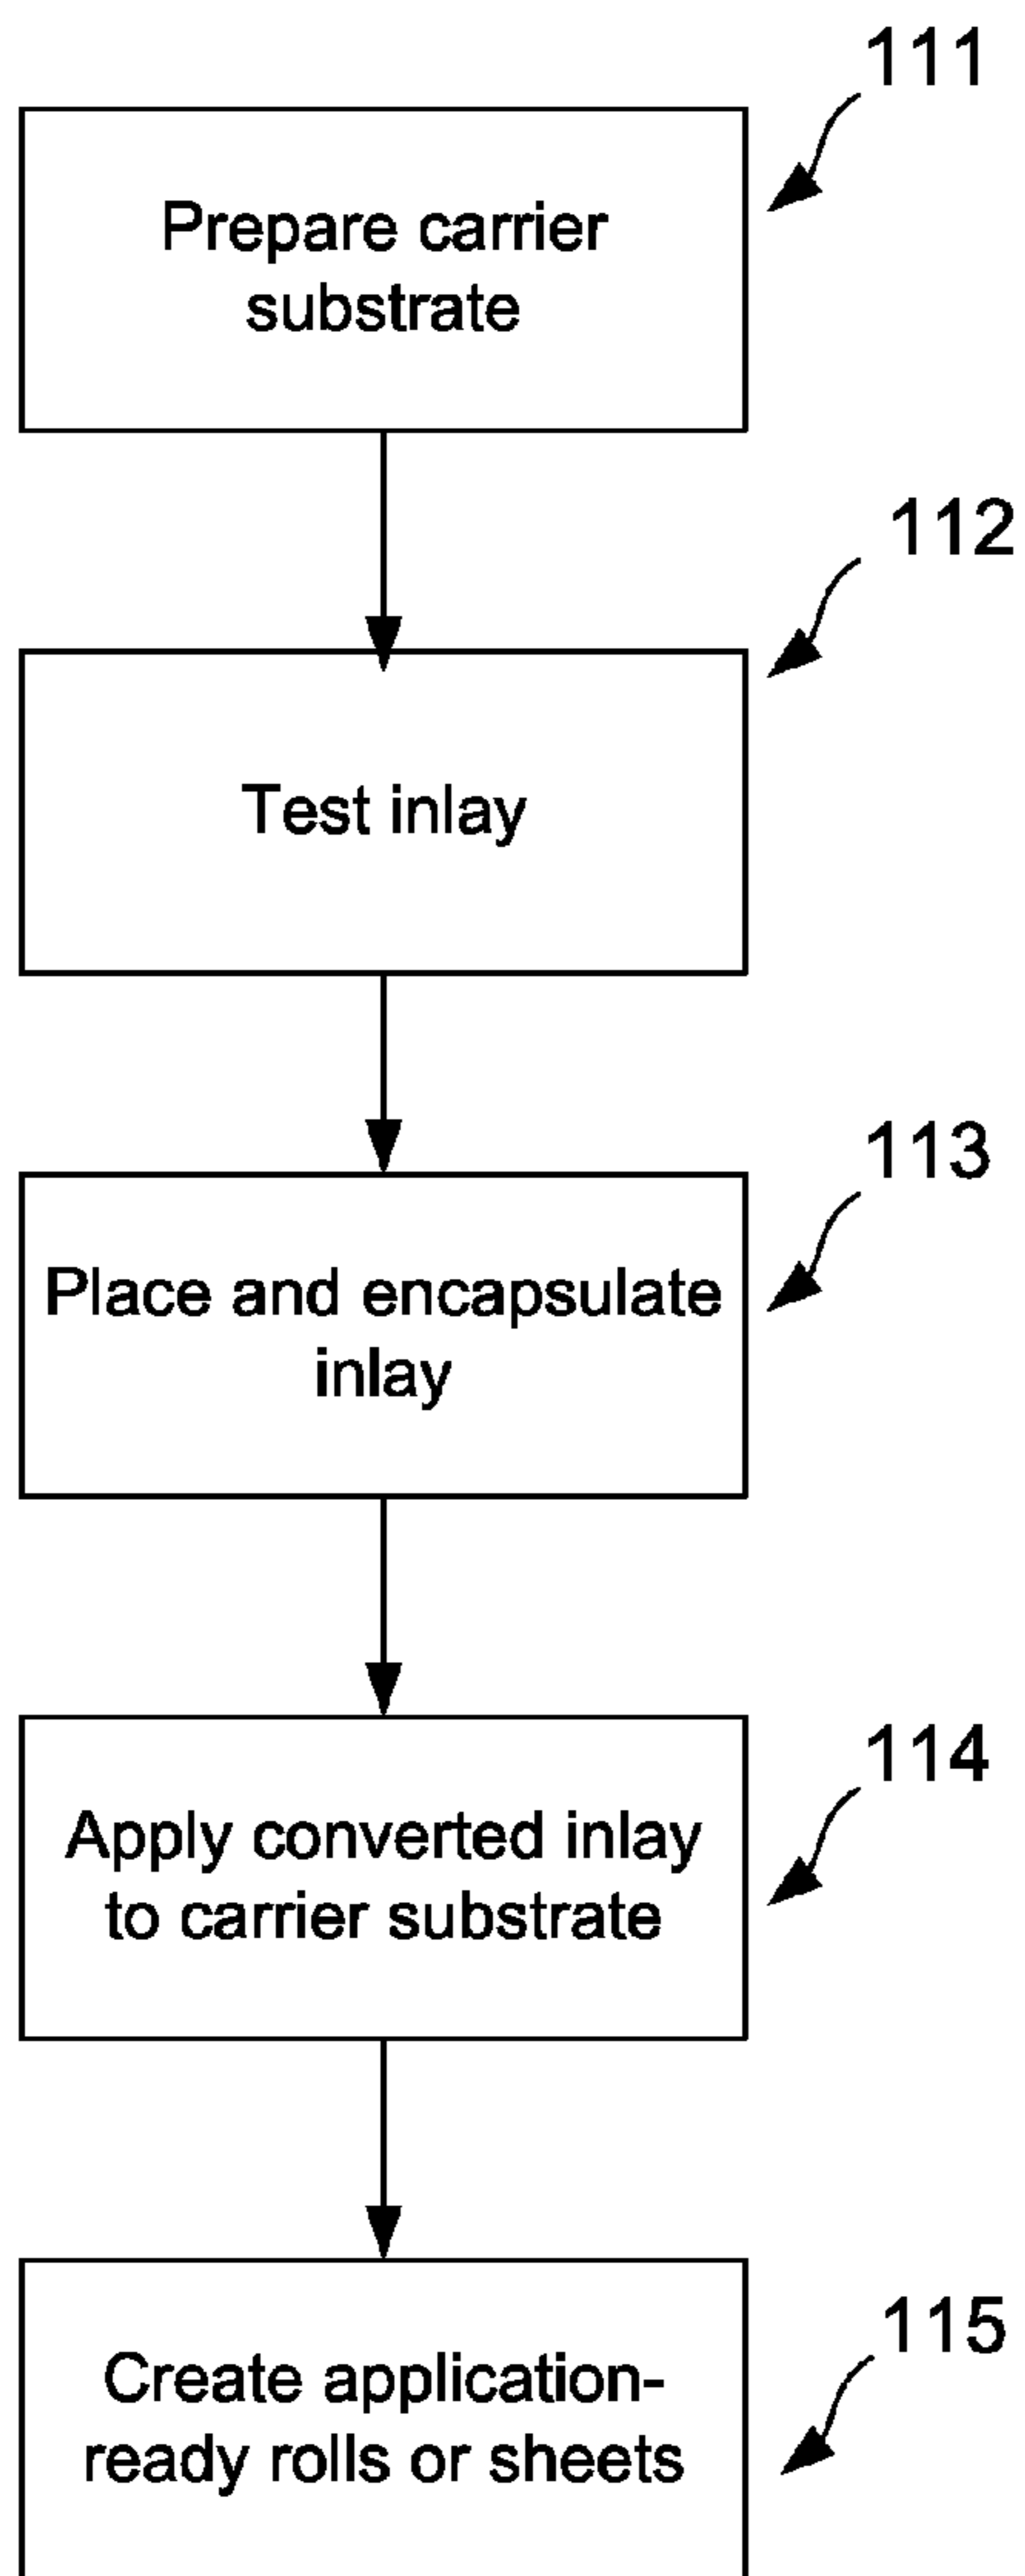 111
Prepare carrier
substrate
112
Test inlay
113
Place and encapsulate
inlay
114
Apply converted inlay
to carrier substrate
115
Create application-
ready rolls or sheets